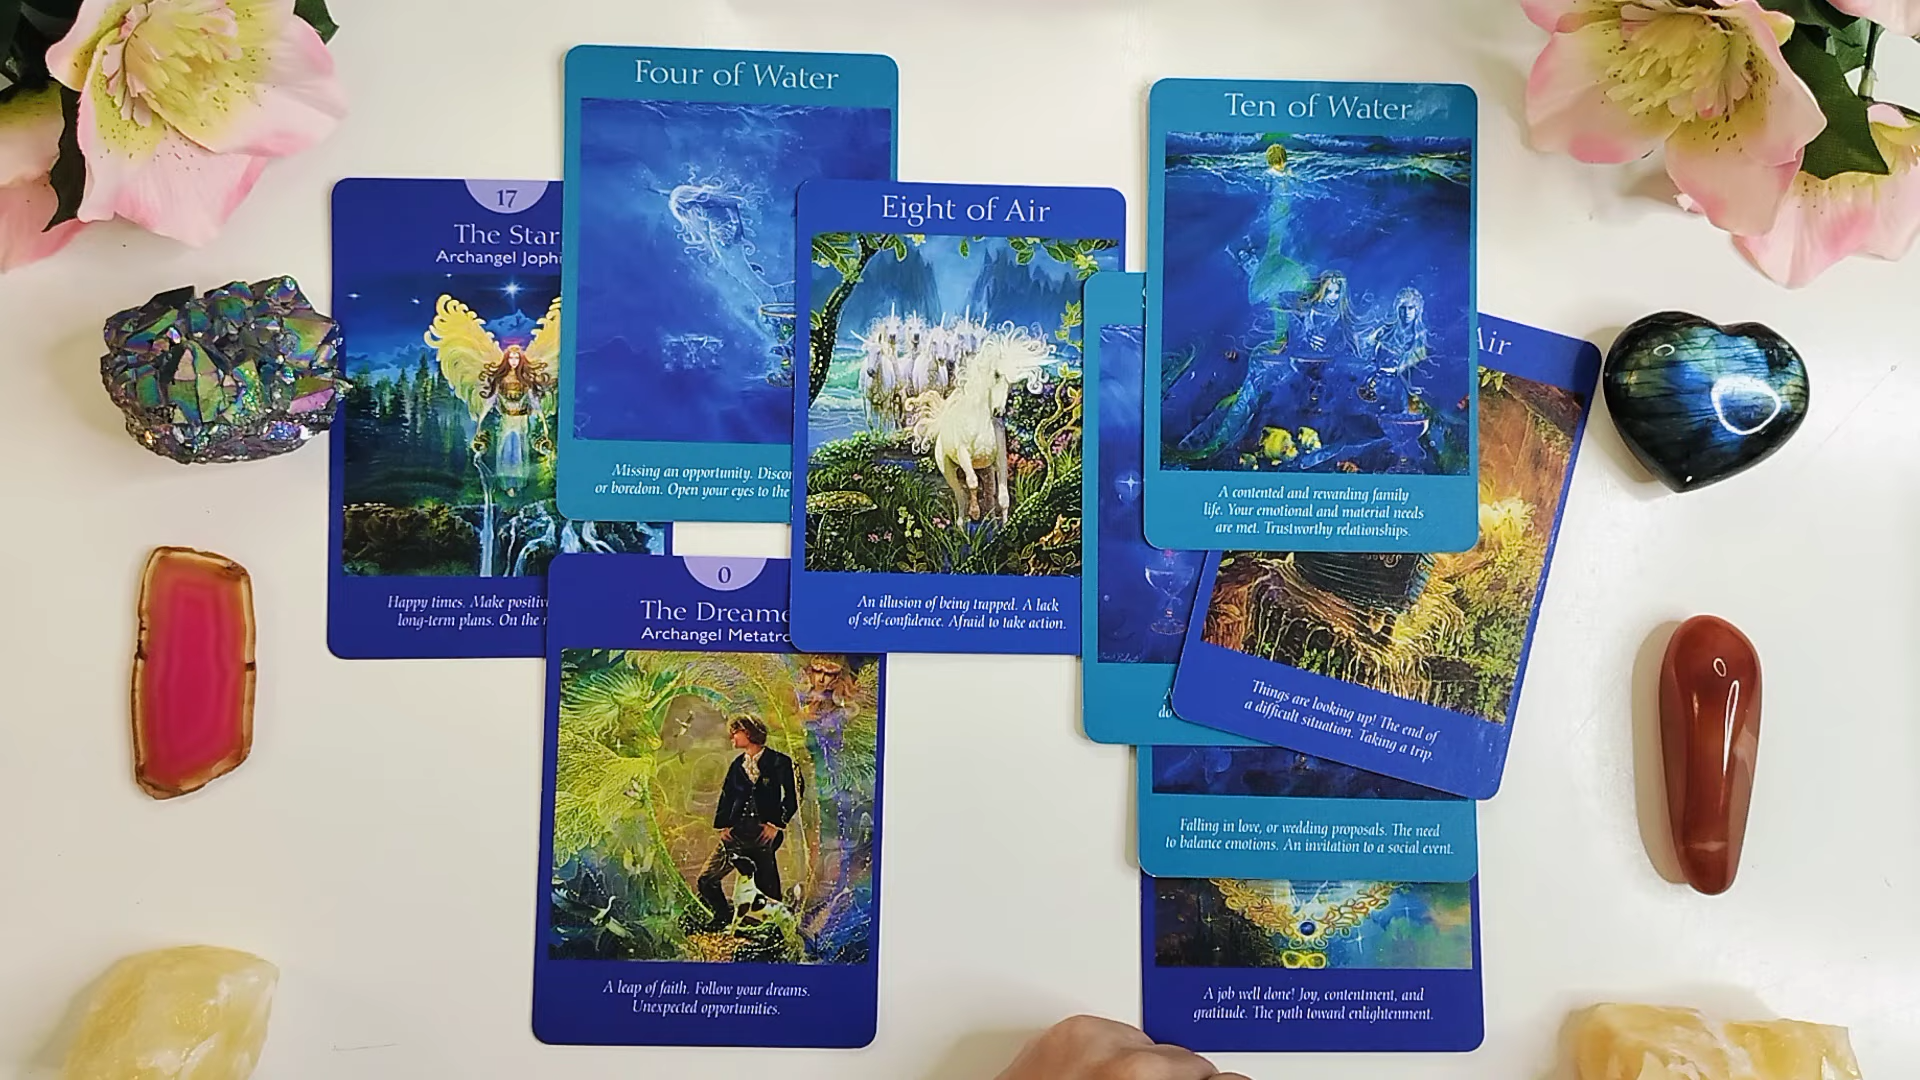 Four of Water
Missing an opportunity.
or boredom. Open your eyes to the
17
The Star
Archangel
Happy times. Make
long-term plans. On the
0
The
Archangel
A leap of faith. Follow your dreams.
Unexpected opportunities.
Eight of Air
An illusion of being trapped. A lack
of self-confidence. Afraid to take action.
Ten of Water
A contented and rewarding family
life. Your emotional and material needs
are met. Trustworthy relationships.
Air
Things are looking up! The end of
a difficult situation. Taking a trip.
Falling in love, or wedding proposals. The need
to balance emotions. An invitation to a social event.
A job well done! Joy, contentment, and
gratitude. The path toward enlightenment.